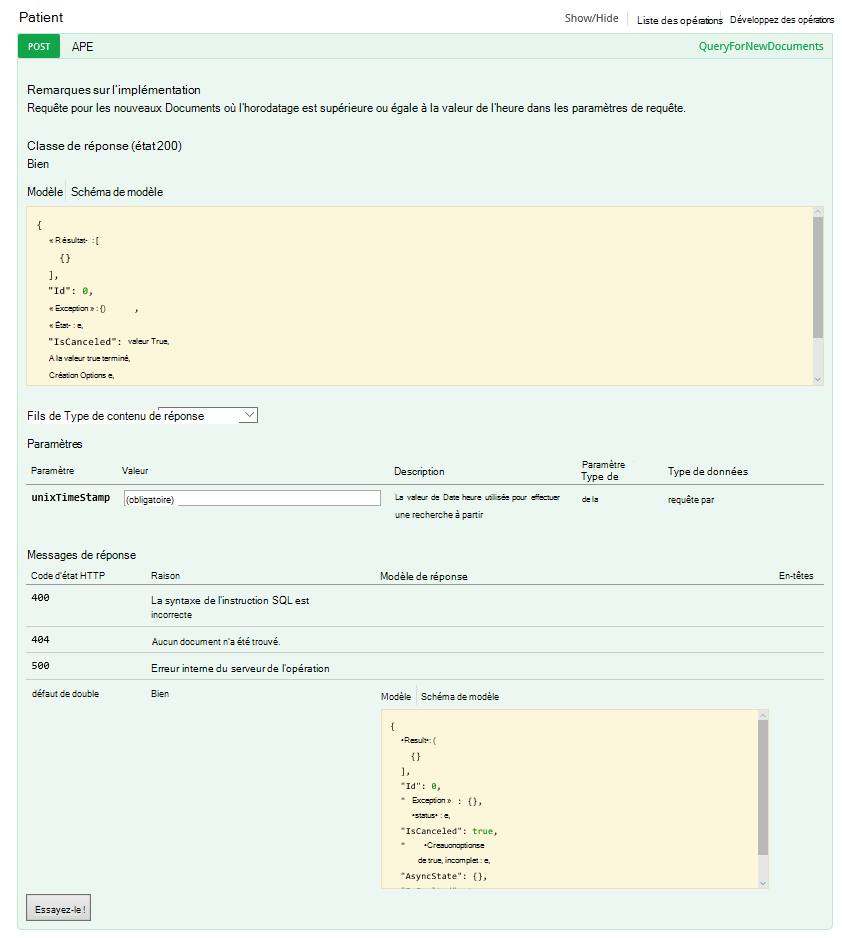 Patient
Show/Hide
Liste des opérations
Développez des opérations
POST
APE
QueryForNewDocuments
Remarques sur l'implémentation
Requête pour les nouveaux Documents où l'horodatage est supérieure ou égale à la valeur de l'heure dans les paramètres de requête.
Classe de réponse (état 200)
Bien
Modèle
Schéma de modèle
{
« Résultat- : [
{}
],
"Id": 0,
« Exception » : {} ,
« État- : e,
"IsCanceled": valeur True,
A la valeur true terminé,
Création Options e,
Fils de Type de contenu de réponse
Paramètres
Paramètre
Valeur
Description
Paramètre
Type de
Type de données
unixTimeStamp
(obligatoire)
La valeur de Date heure utilisée pour effectuer
une recherche à partir
de la
requête par
Messages de réponse
Code d'état HTTP
Raison
Modèle de réponse
En-têtes
400
La syntaxe de l'instruction SQL est
incorrecte
404
Aucun document n'a été trouvé.
500
Erreur interne du serveur de l'opération
défaut de double
Bien
Modèle
Schéma de modèle
{
•Result•: (
{}
],
"Id": 0,
" Exception » : {},
•status• : e,
"IsCanceled": true,
" •Creauonoptionse
de true, incomplet : e,
"AsyncState": {},
Essayez-le !